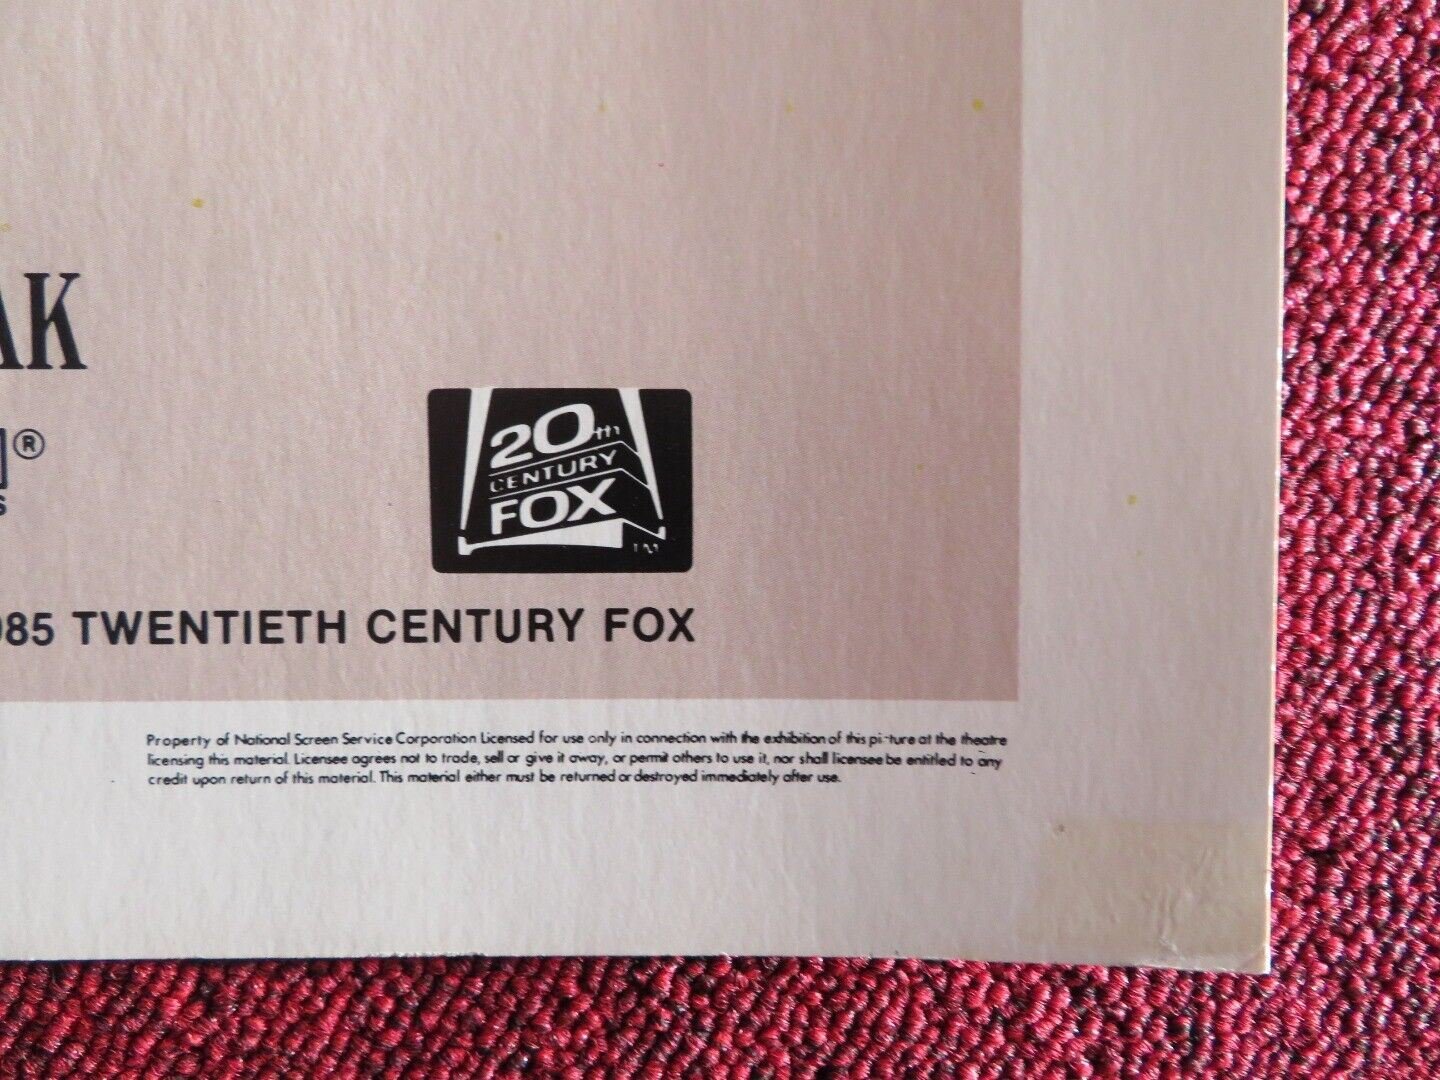 AK
®
S
20th
CENTURY
FOX
TM
985 TWENTIETH CENTURY FOX
Property of National Screen Service Corporation Licensed for use only in connection with the exhibition of this picture at the theatre
licensing this material. Licensee agrees not to trade, sell or give it away, or permit others to use it, nor shall licensee be entitled to any
credit upon return of this material. This material either must be returned or destroyed immediately after use.